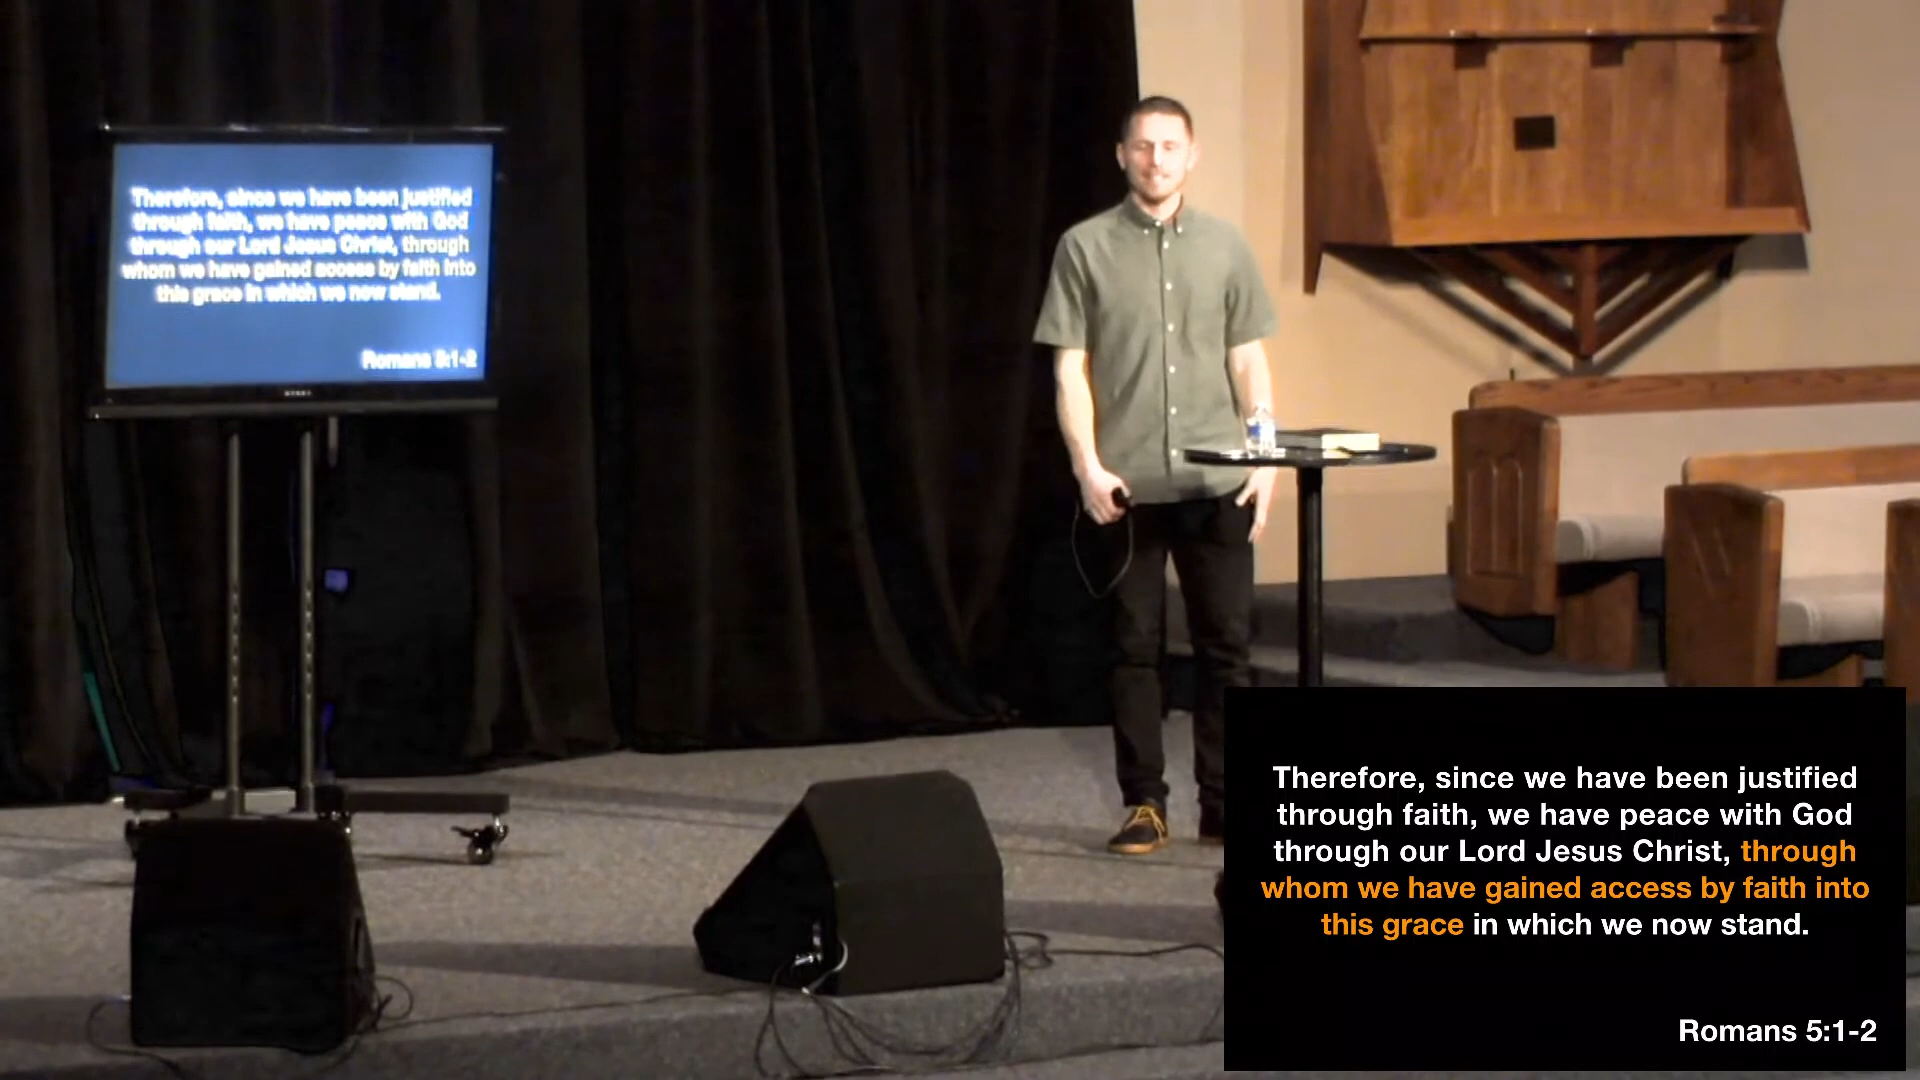 Therefore, since we have been justified
through faith, we have peace with God
through our Lord Jesus Christ, through
whom we have gained access by faith into
this grace in which we now stand.
Romans 5:1-2
Therefore, since we have been justified
through faith, we have peace with God
through our Lord Jesus Christ, through
whom we have gained access by faith into
this grace in which we now stand.
Romans 5:1-2